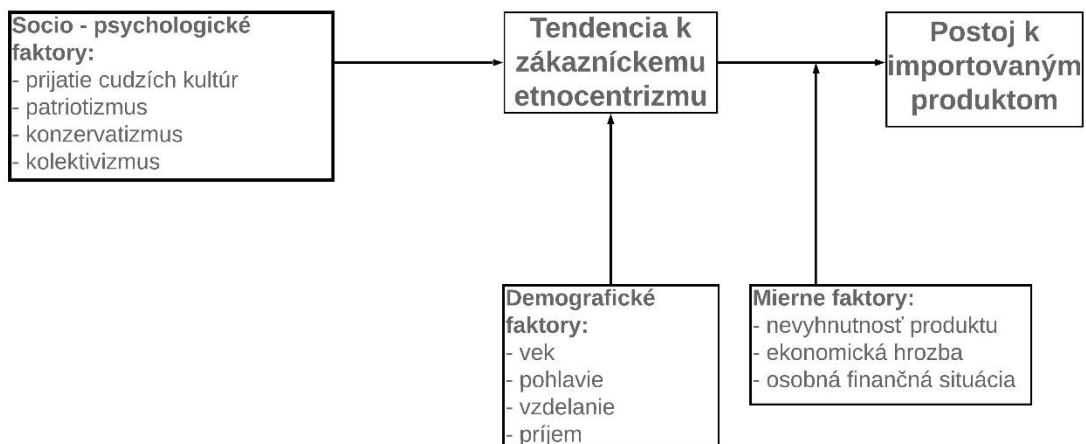 Socio - psychologické
faktory:
- prijatie cudzích kultúr
- patriotizmus
- konzervatizmus
- kolektivizmus
Tendencia k
zákazníckemu
etnocentrizmu
Postoj k
importovaným
produktom
Demografické
faktory:
- vek
- pohlavie
- vzdelanie
- príjem
Mierne faktory:
- nevyhnutnosť produktu
- ekonomická hrozba
- osobná finančná situácia